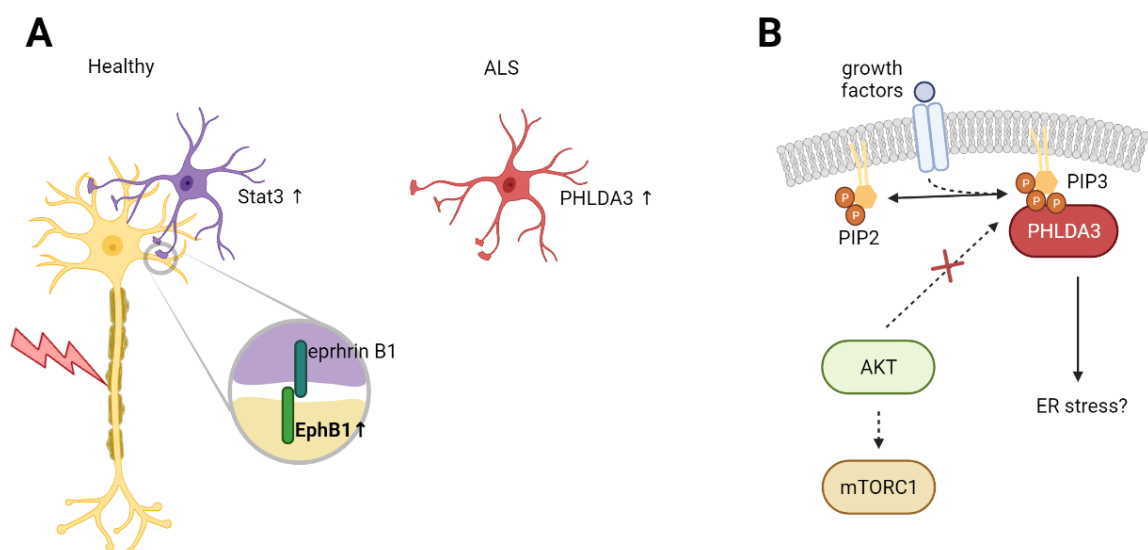 A
Healthy
ALS
Stat3 ↑
PHLDA3 ↑
eprhrin B1
EphB1↑
B
growth
factors
P
P
P
PIP2
P
P
P
PIP3
PHLDA3
AKT
ER stress?
mTORC1